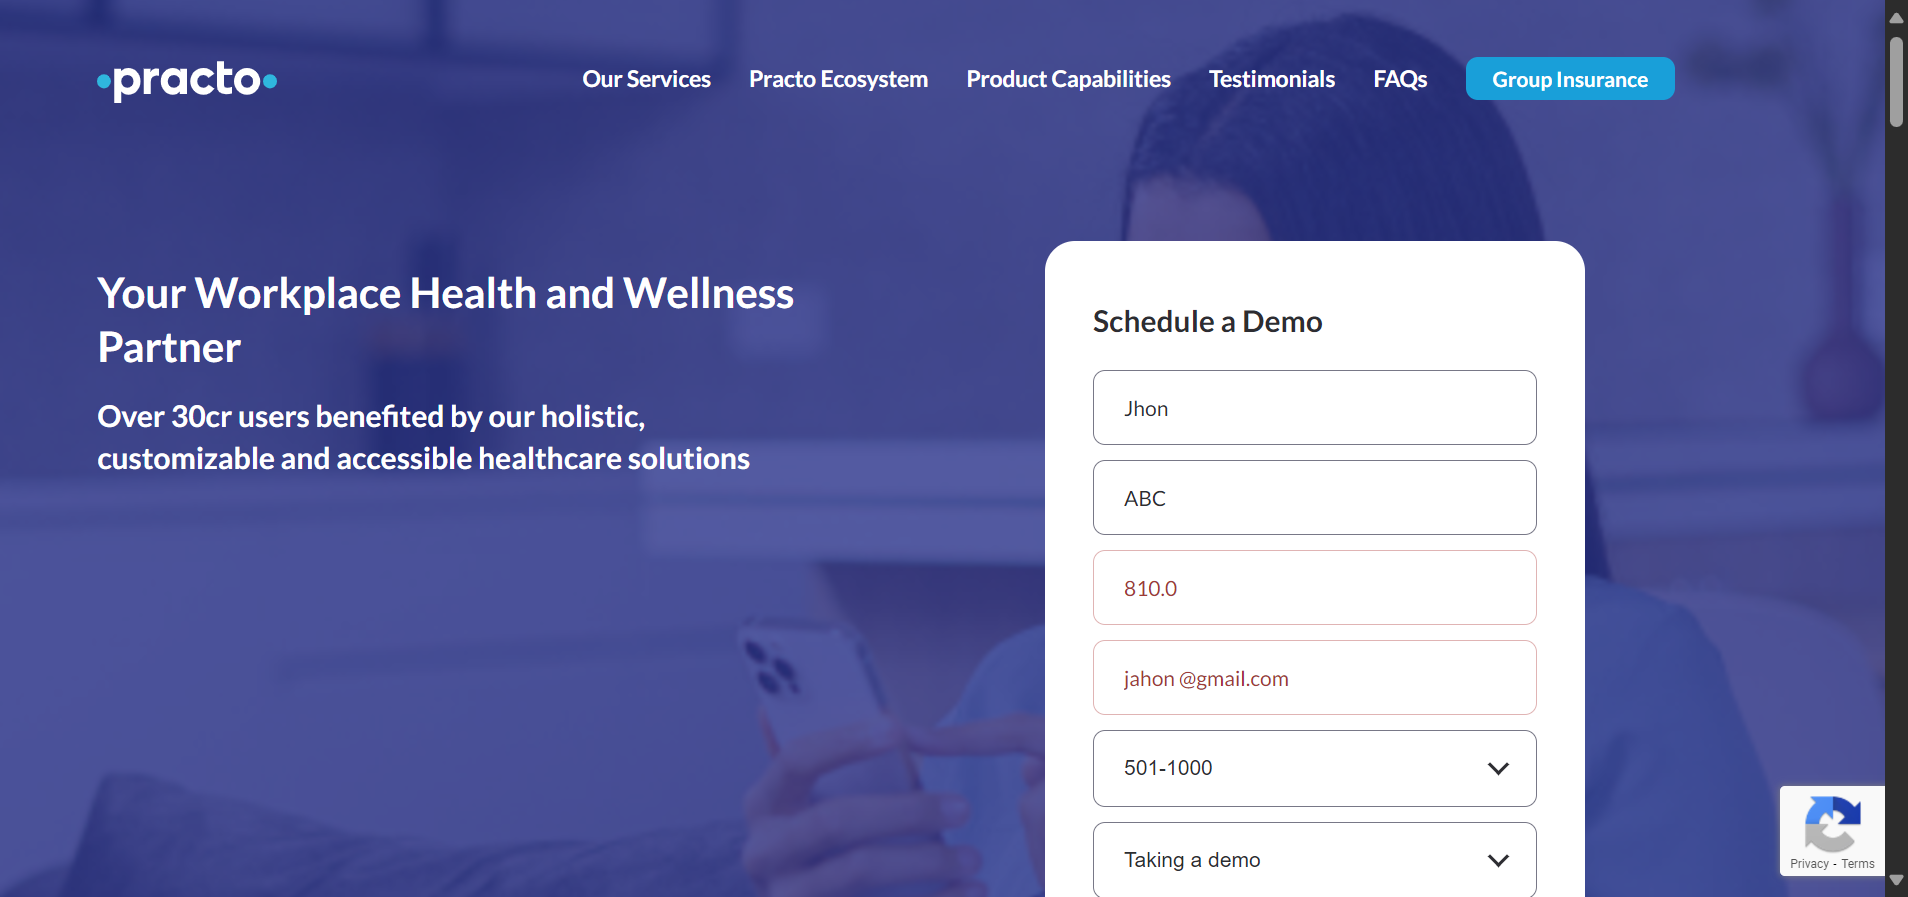 practo
Our Services
Practo Ecosystem
Product Capabilities
Testimonials
FAQs
Group Insurance
Your Workplace Health and Wellness
Partner
Over 30cr users benefited by our holistic,
customizable and accessible healthcare solutions
Schedule a Demo
Jhon
ABC
810.0
jahon @gmail.com
501-1000
Taking a demo
Privacy - Terms